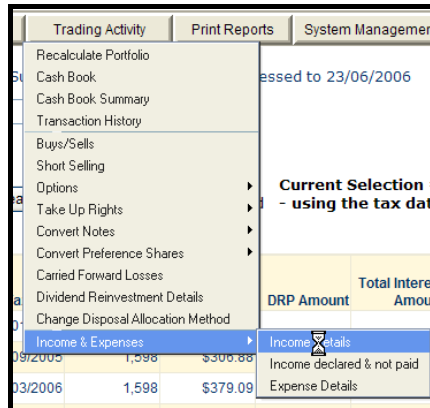 Trading Activity Print Reports System Managemen
Recalculate Portfolio
essed to 23/06/2006
Cash Book
Cash Book Summary
Transaction History
Buys/Sells
Short Selling
Options
Current Selection
Take Up Rights
- using the tax dat
Convert Notes
Convert Preference Shares
Carried Forward Losses
Total Intere
Dividend Reinvestment Details
DRP Amount
Amou
Change Disposal Allocation Method
Income & Expenses
Income Details
09/2005 1,598 $306.88
Income declared & not paid
03/2006 1,598 $379.09
Expense Details